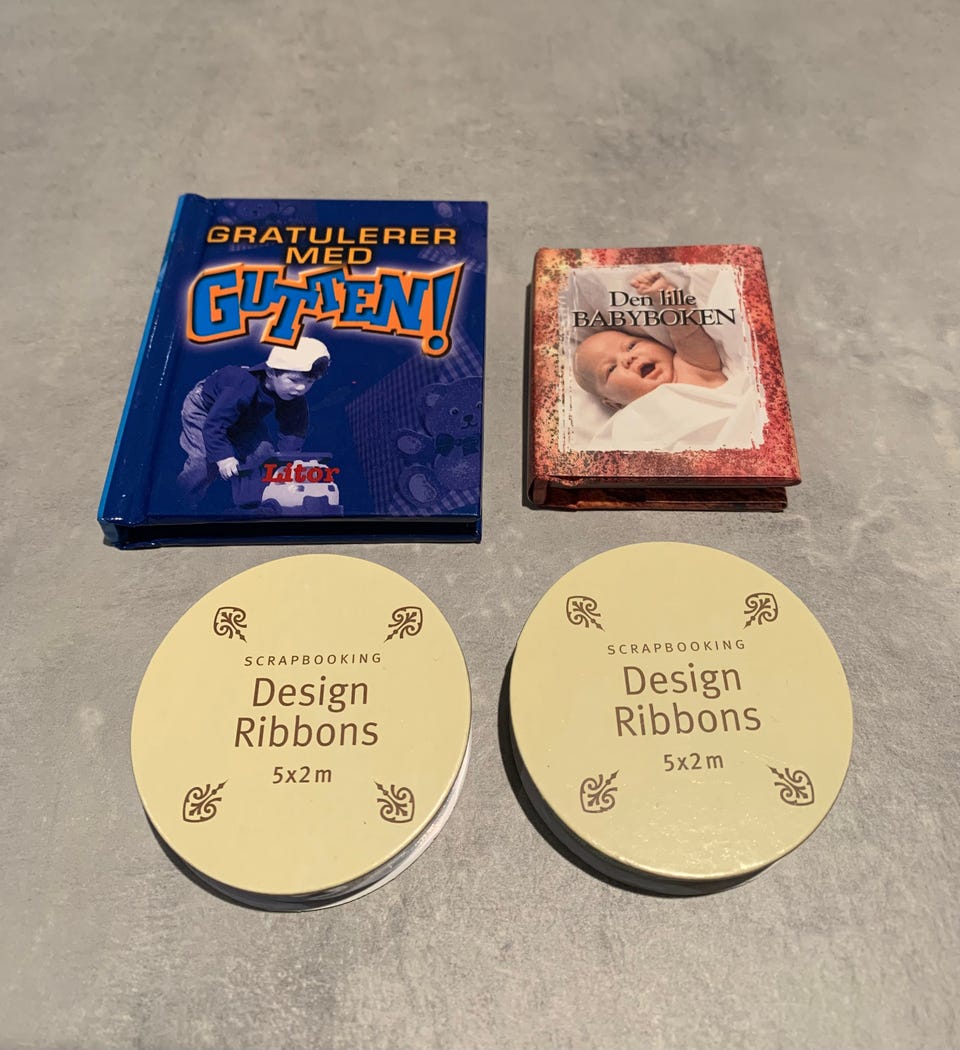 GRATULERER
MED
GUTTEN!
Litor
Den lille
BABYBOKEN
SCRAPBOOKING
Design
Ribbons
5x2m
SCRAPBOOKING
Design
Ribbons
5x2m